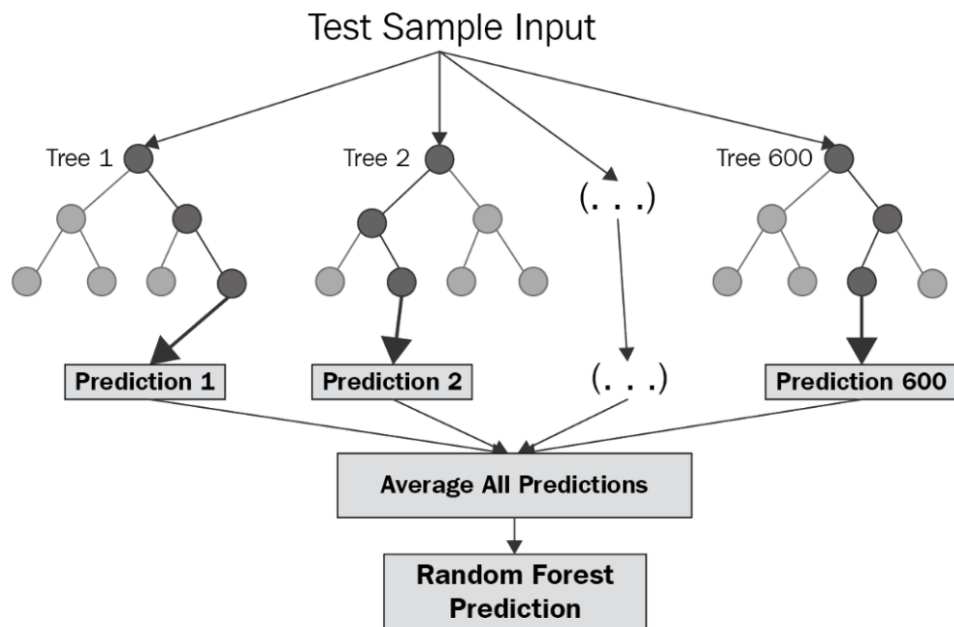 Test Sample Input
Tree 1
Tree 2
Tree 600
(. . .)
Prediction 1
Prediction 2
(. . .)
Prediction 600
Average All Predictions
Random Forest
Prediction